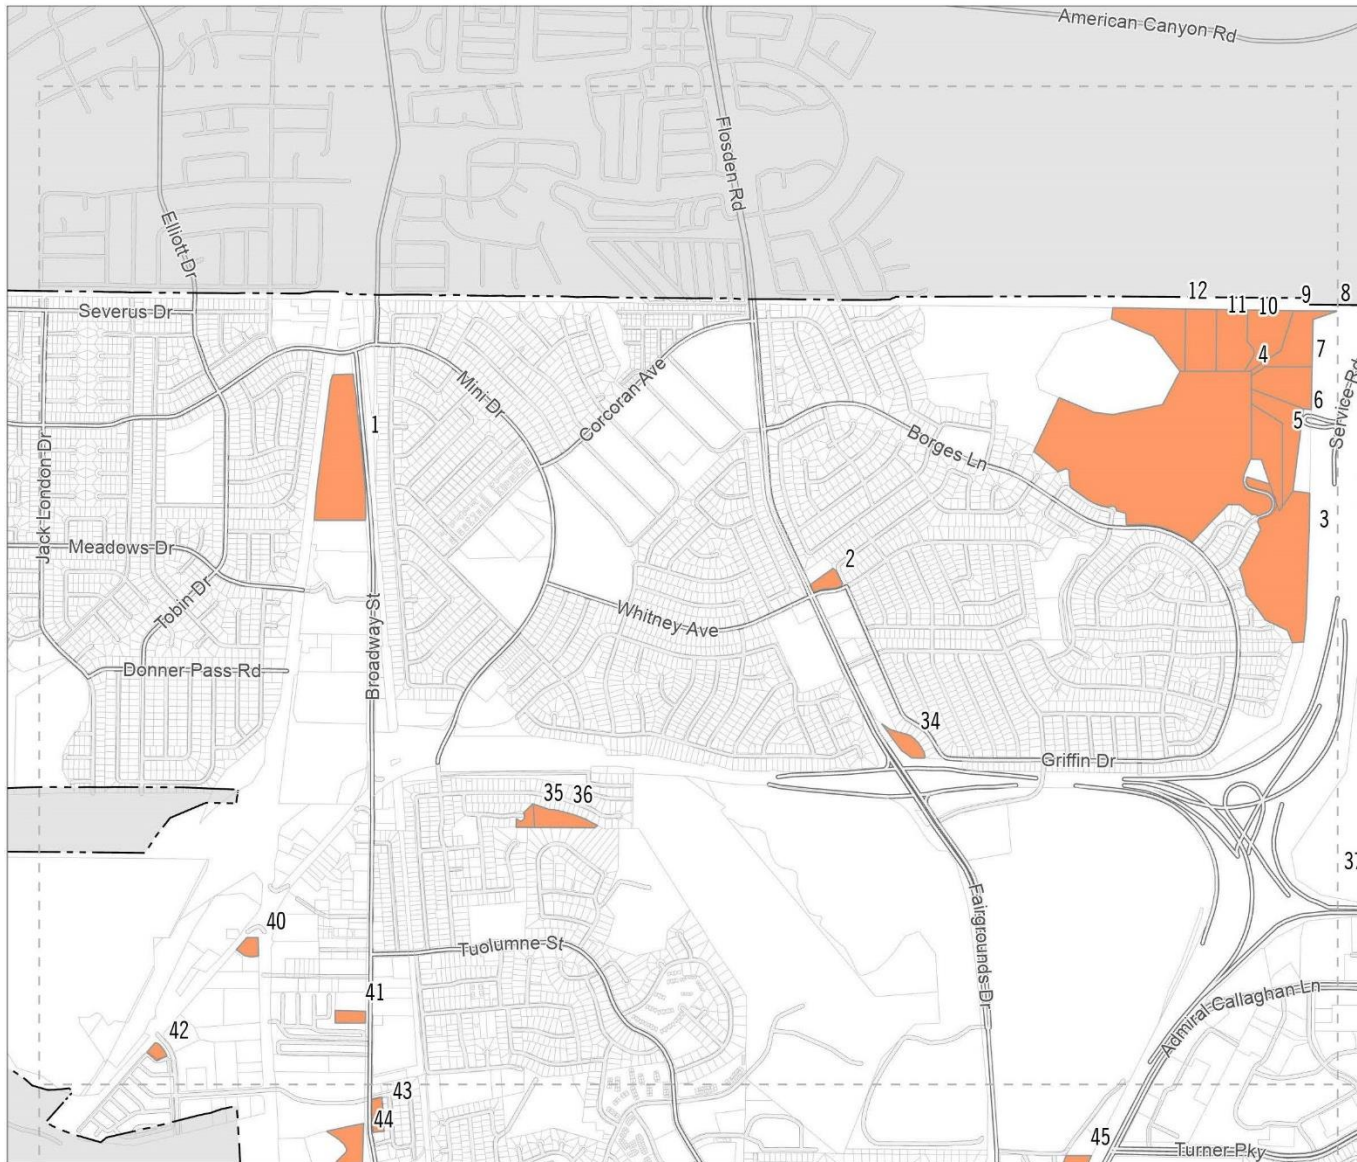 American Canyon Rd
Flosden Rd
Elliott Dr
12
11
10
9
8
Severus Dr
7
4
Service Rd
Mini Dr
Corcoran Ave
6
5
1
Borges Ln
Jack London Dr
3
Meadows Dr
2
Tobin Dr
Whitney Ave
Broadway St
Donner Pass Rd
34
Griffin Dr
35
36
37
40
Fairgrounds Dr
Tuolumne St
41
Admiral Callaghan Ln
42
43
44
45
Turner Pky